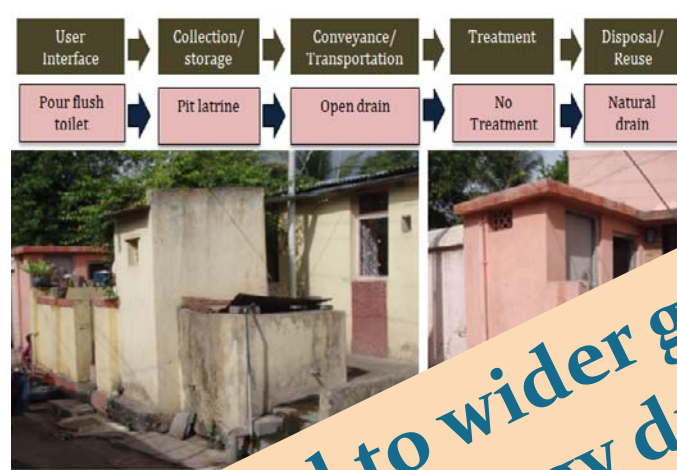 User
Interface
Collection/
storage
Conveyance/
Transportation
Treatment
Disposal/
Reuse
Pour flush
toilet
Pit latrine
Open drain
No
Treatment
Natural
drain
to wider